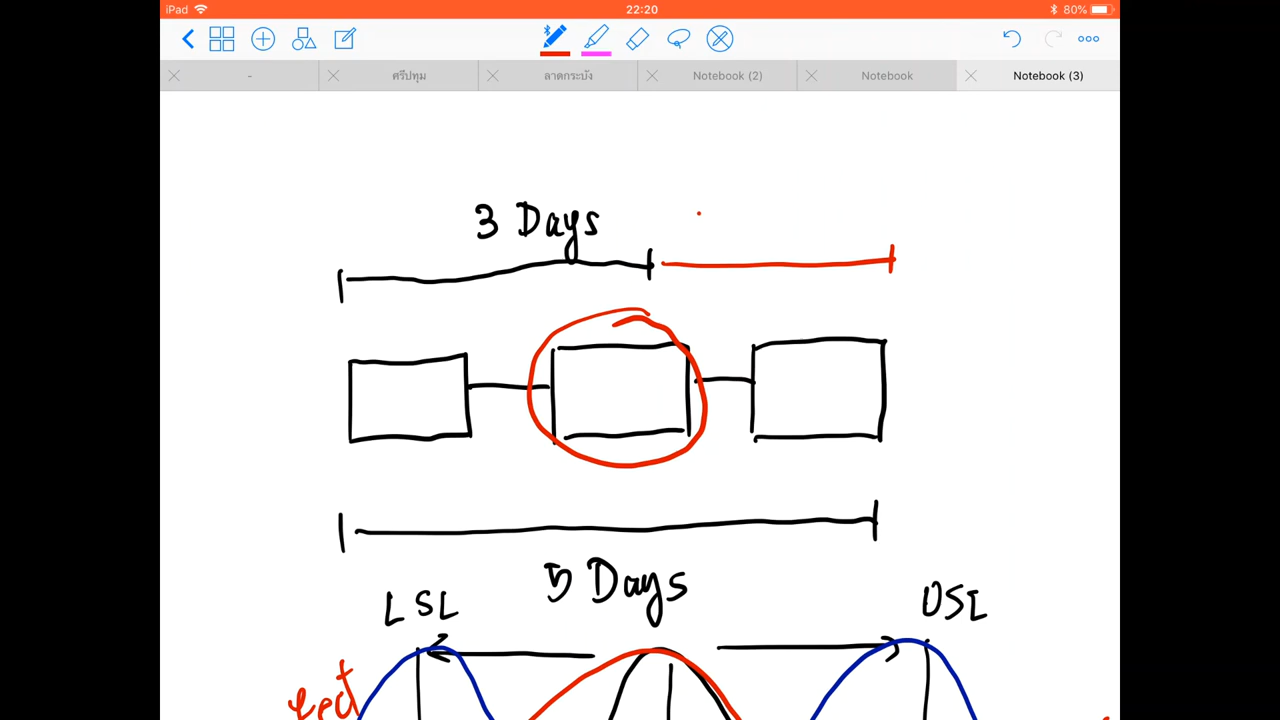 iPad 22:20 80%
- ศรีปทุม ลาดกระบัง Notebook (2) Notebook Notebook (3)
3 Days
5 Days
LSL USL